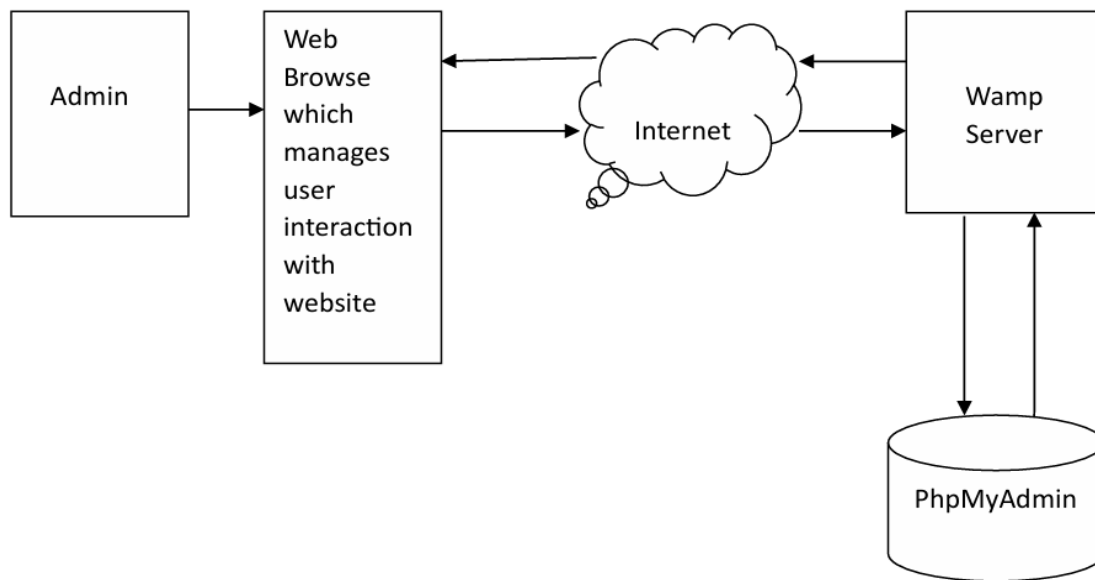 Admin
Web
Browse
which
manages
user
interaction
with
website
Internet
Wamp
Server
PhpMyAdmin